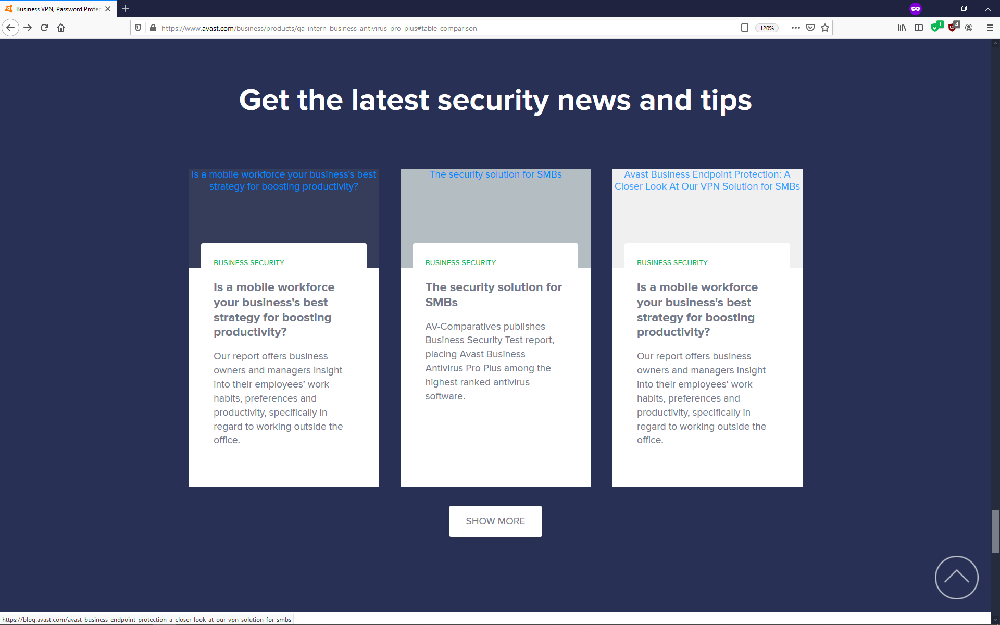 Business VPN, Password Protec
https://www.avast.com/business/products/qa-intern-business-antivirus-pro-plus#table-comparison
120%
1
4
Get the latest security news and tips
Is a mobile workforce your business's best
strategy for boosting productivity?
BUSINESS SECURITY
Is a mobile workforce
your business's best
strategy for boosting
productivity?
Our report offers business
owners and managers insight
into their employees’ work
habits, preferences and
productivity, specifically in
regard to working outside the
office.
The security solution for SMBs
BUSINESS SECURITY
The security solution for
SMBs
AV-Comparatives publishes
Business Security Test report,
placing Avast Business
Antivirus Pro Plus among the
highest ranked antivirus
software.
Avast Business Endpoint Protection: A
Closer Look At Our VPN Solution for SMBs
BUSINESS SECURITY
Is a mobile workforce
your business's best
strategy for boosting
productivity?
Our report offers business
owners and managers insight
into their employees’ work
habits, preferences and
productivity, specifically in
regard to working outside the
office.
SHOW MORE
https://blog.avast.com/avast-business-endpoint-protection-a-closer-look-at-our-vpn-solution-for-smbs